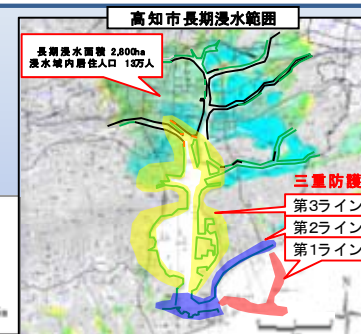 高知市長期浸水範囲
長期浸水面積 2,800ha
浸水域内居住人口 13万人
三重防護
第3ライン
第2ライン
第1ライン